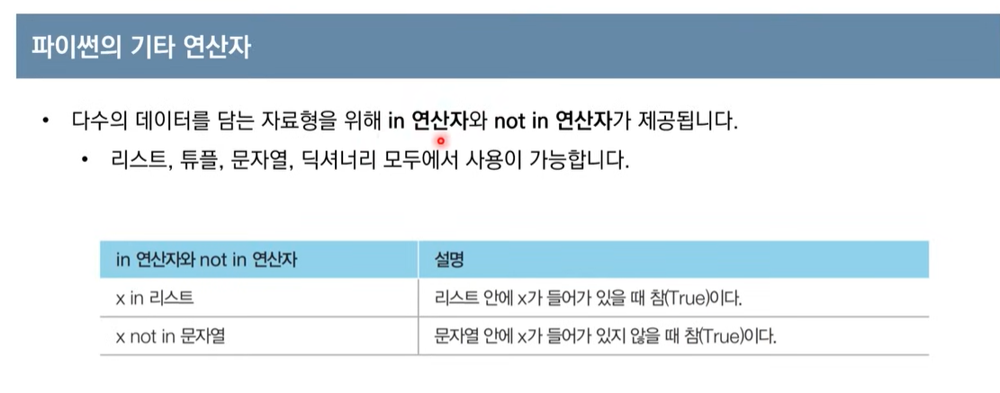 파이썬의 기타 연산자
• 다수의 데이터를 담는 자료형을 위해 in 연산자와 not in 연산자가 제공됩니다.
• 리스트, 튜플, 문자열, 딕셔너리 모두에서 사용이 가능합니다.
in 연산자와 not in 연산자 설명
x in 리스트 리스트 안에 x가 들어가 있을 때 참(True)이다.
x not in 문자열 문자열 안에 x가 들어가 있지 않을 때 참(True)이다.